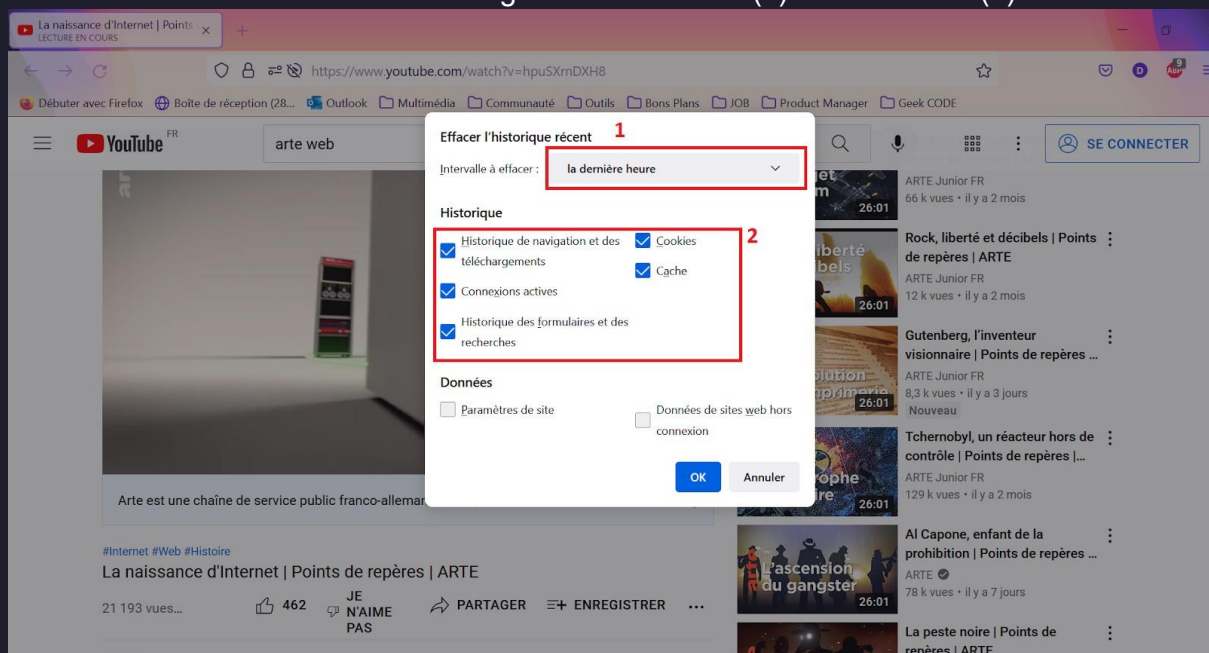 La naissance d'Internet | Points
LECTURE EN COURS
https://www.youtube.com/watch?v=hpuSXrnDXH8
9
D
ABP
Débuter avec Firefox
Boîte de réception (28...
Outlook
Multimédia
Communauté
Outils
Bons Plans
JOB
Product Manager
Geek CODE
YouTube FR
arte web
SE CONNECTER
Effacer l'historique récent
1
Intervalle à effacer :
la dernière heure
Historique
2
Historique de navigation et des
téléchargements
Cookies
Cache
Connexions actives
Historique des formulaires et des
recherches
Données
Paramètres de site
Données de sites web hors
connexion
OK
Annuler
Arte est une chaîne de service public franco-alleman
#Internet #Web #Histoire
La naissance d'Internet | Points de repères | ARTE
21 193 vues...
462
JE
N'AIME
PAS
PARTAGER
ENREGISTRER
...
26:01
ARTE Junior FR
66 k vues • il y a 2 mois
Rock, liberté et décibels | Points
de repères | ARTE
ARTE Junior FR
12 k vues • il y a 2 mois
26:01
Gutenberg, l'inventeur
visionnaire | Points de repères ...
ARTE Junior FR
8,3 k vues • il y a 3 jours
Nouveau
26:01
Tchernobyl, un réacteur hors de
contrôle | Points de repères |...
ARTE Junior FR
129 k vues • il y a 2 mois
26:01
Al Capone, enfant de la
prohibition | Points de repères ...
ARTE
78 k vues • il y a 7 jours
L'ascension
du gangster
26:01
La peste noire | Points de
repères | ARTE